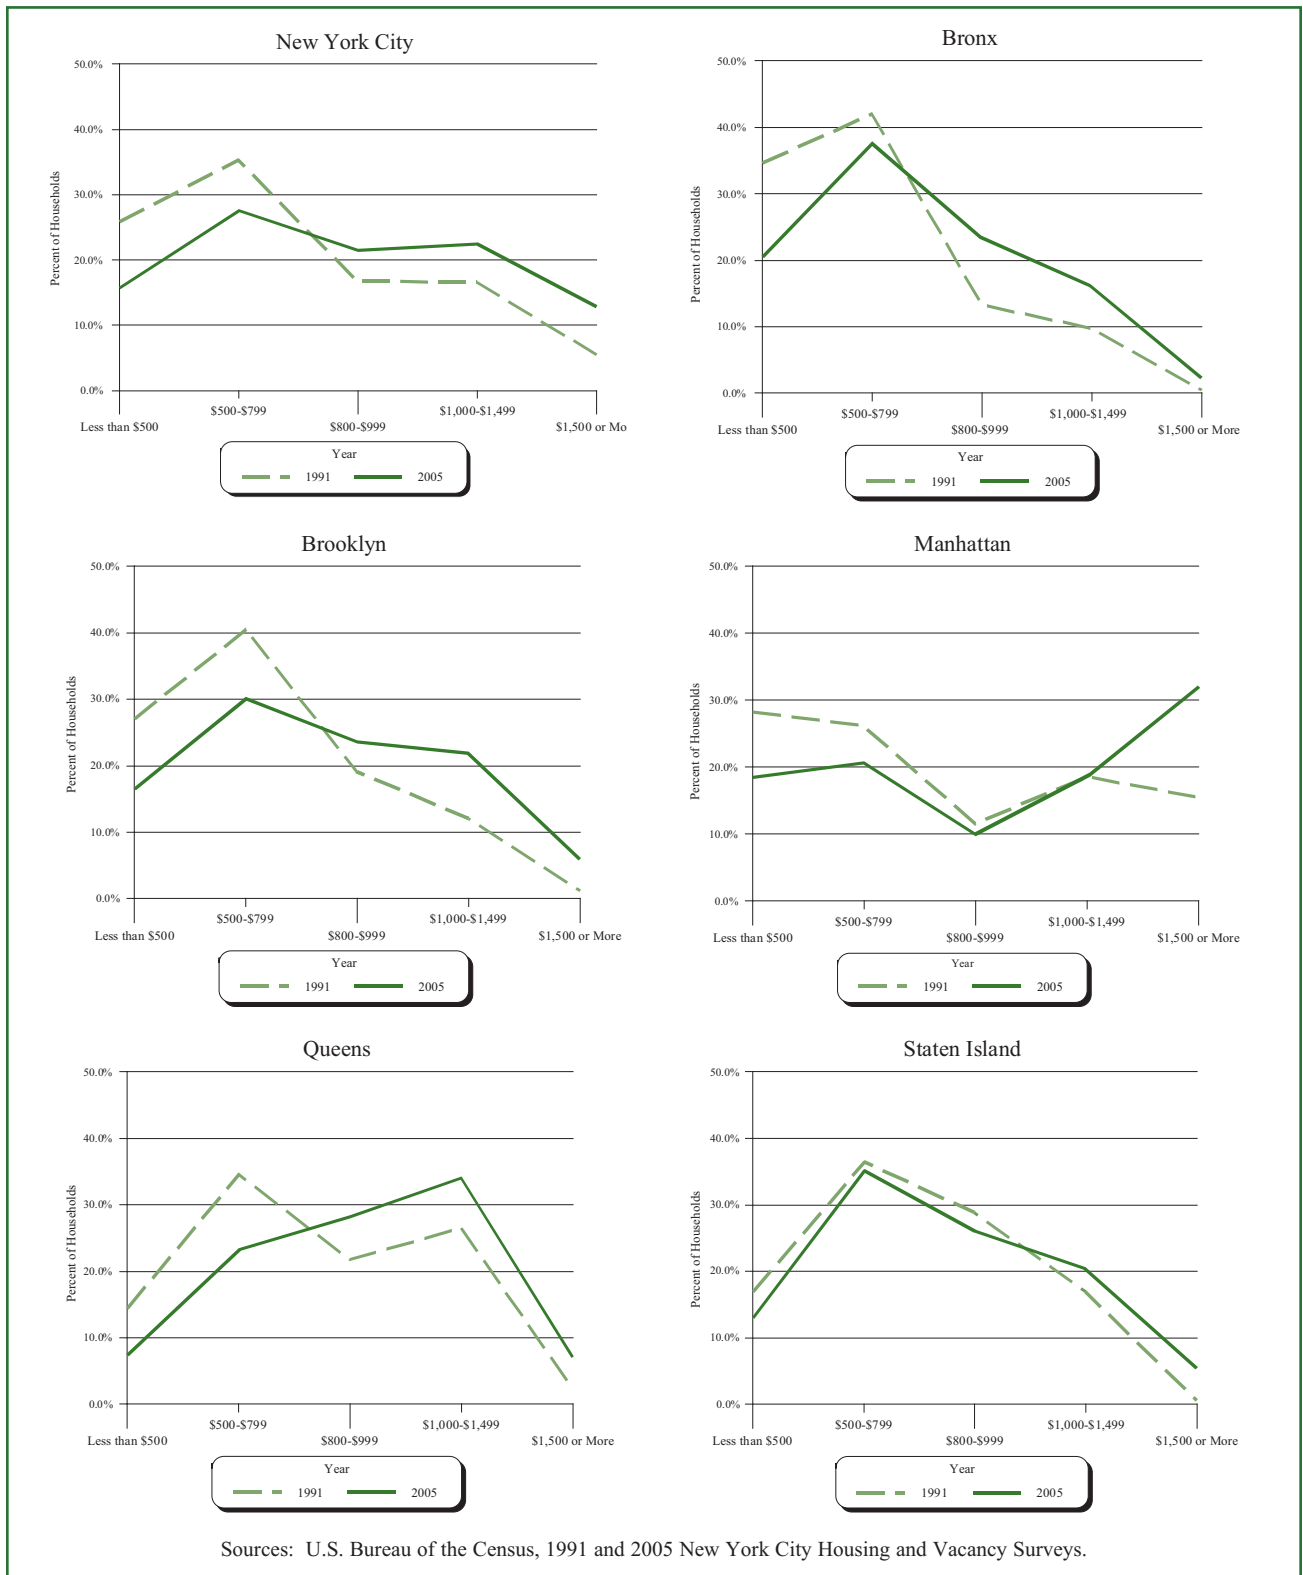 New York City
50.0%
40.0%
30.0%
20.0%
10.0%
0.0%
Percent of Households
$500-$799
$1,000-$1,499
Less than $500
$800-$999
$1,500 or Mo
Year
1991
2005
Bronx
50.0%
40.0%
30.0%
20.0%
10.0%
0.0%
Percent of Households
$500-$799
$1,000-$1,499
Less than $500
$800-$999
$1,500 or More
Year
1991
2005
Brooklyn
50.0%
40.0%
30.0%
20.0%
10.0%
0.0%
Percent of Households
$500-$799
$1,000-$1,499
Less than $500
$800-$999
$1,500 or More
Year
1991
2005
Manhattan
50.0%
40.0%
30.0%
20.0%
10.0%
0.0%
Percent of Households
$500-$799
$1,000-$1,499
Less than $500
$800-$999
$1,500 or More
Year
1991
2005
Queens
50.0%
40.0%
30.0%
20.0%
10.0%
0.0%
Percent of Households
$500-$799
$1,000-$1,499
Less than $500
$800-$999
$1,500 or More
Year
1991
2005
Staten Island
50.0%
40.0%
30.0%
20.0%
10.0%
0.0%
Percent of Households
$500-$799
$1,000-$1,499
Less than $500
$800-$999
$1,500 or More
Year
1991
2005
Sources: U.S. Bureau of the Census, 1991 and 2005 New York City Housing and Vacancy Surveys.